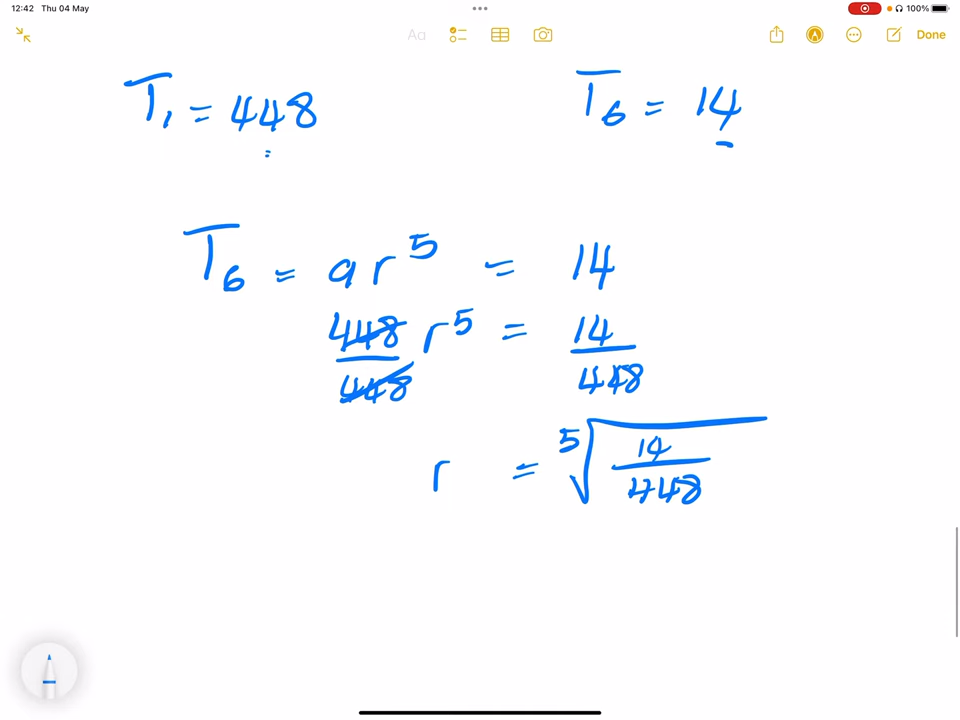 12:42 Thu 04 May 100%
Aa Done
T₁ = 448 T₆ = 14
T₆ = ar⁵ = 14
448/448 r⁵ = 14/448
r = ⁵√(14/448)